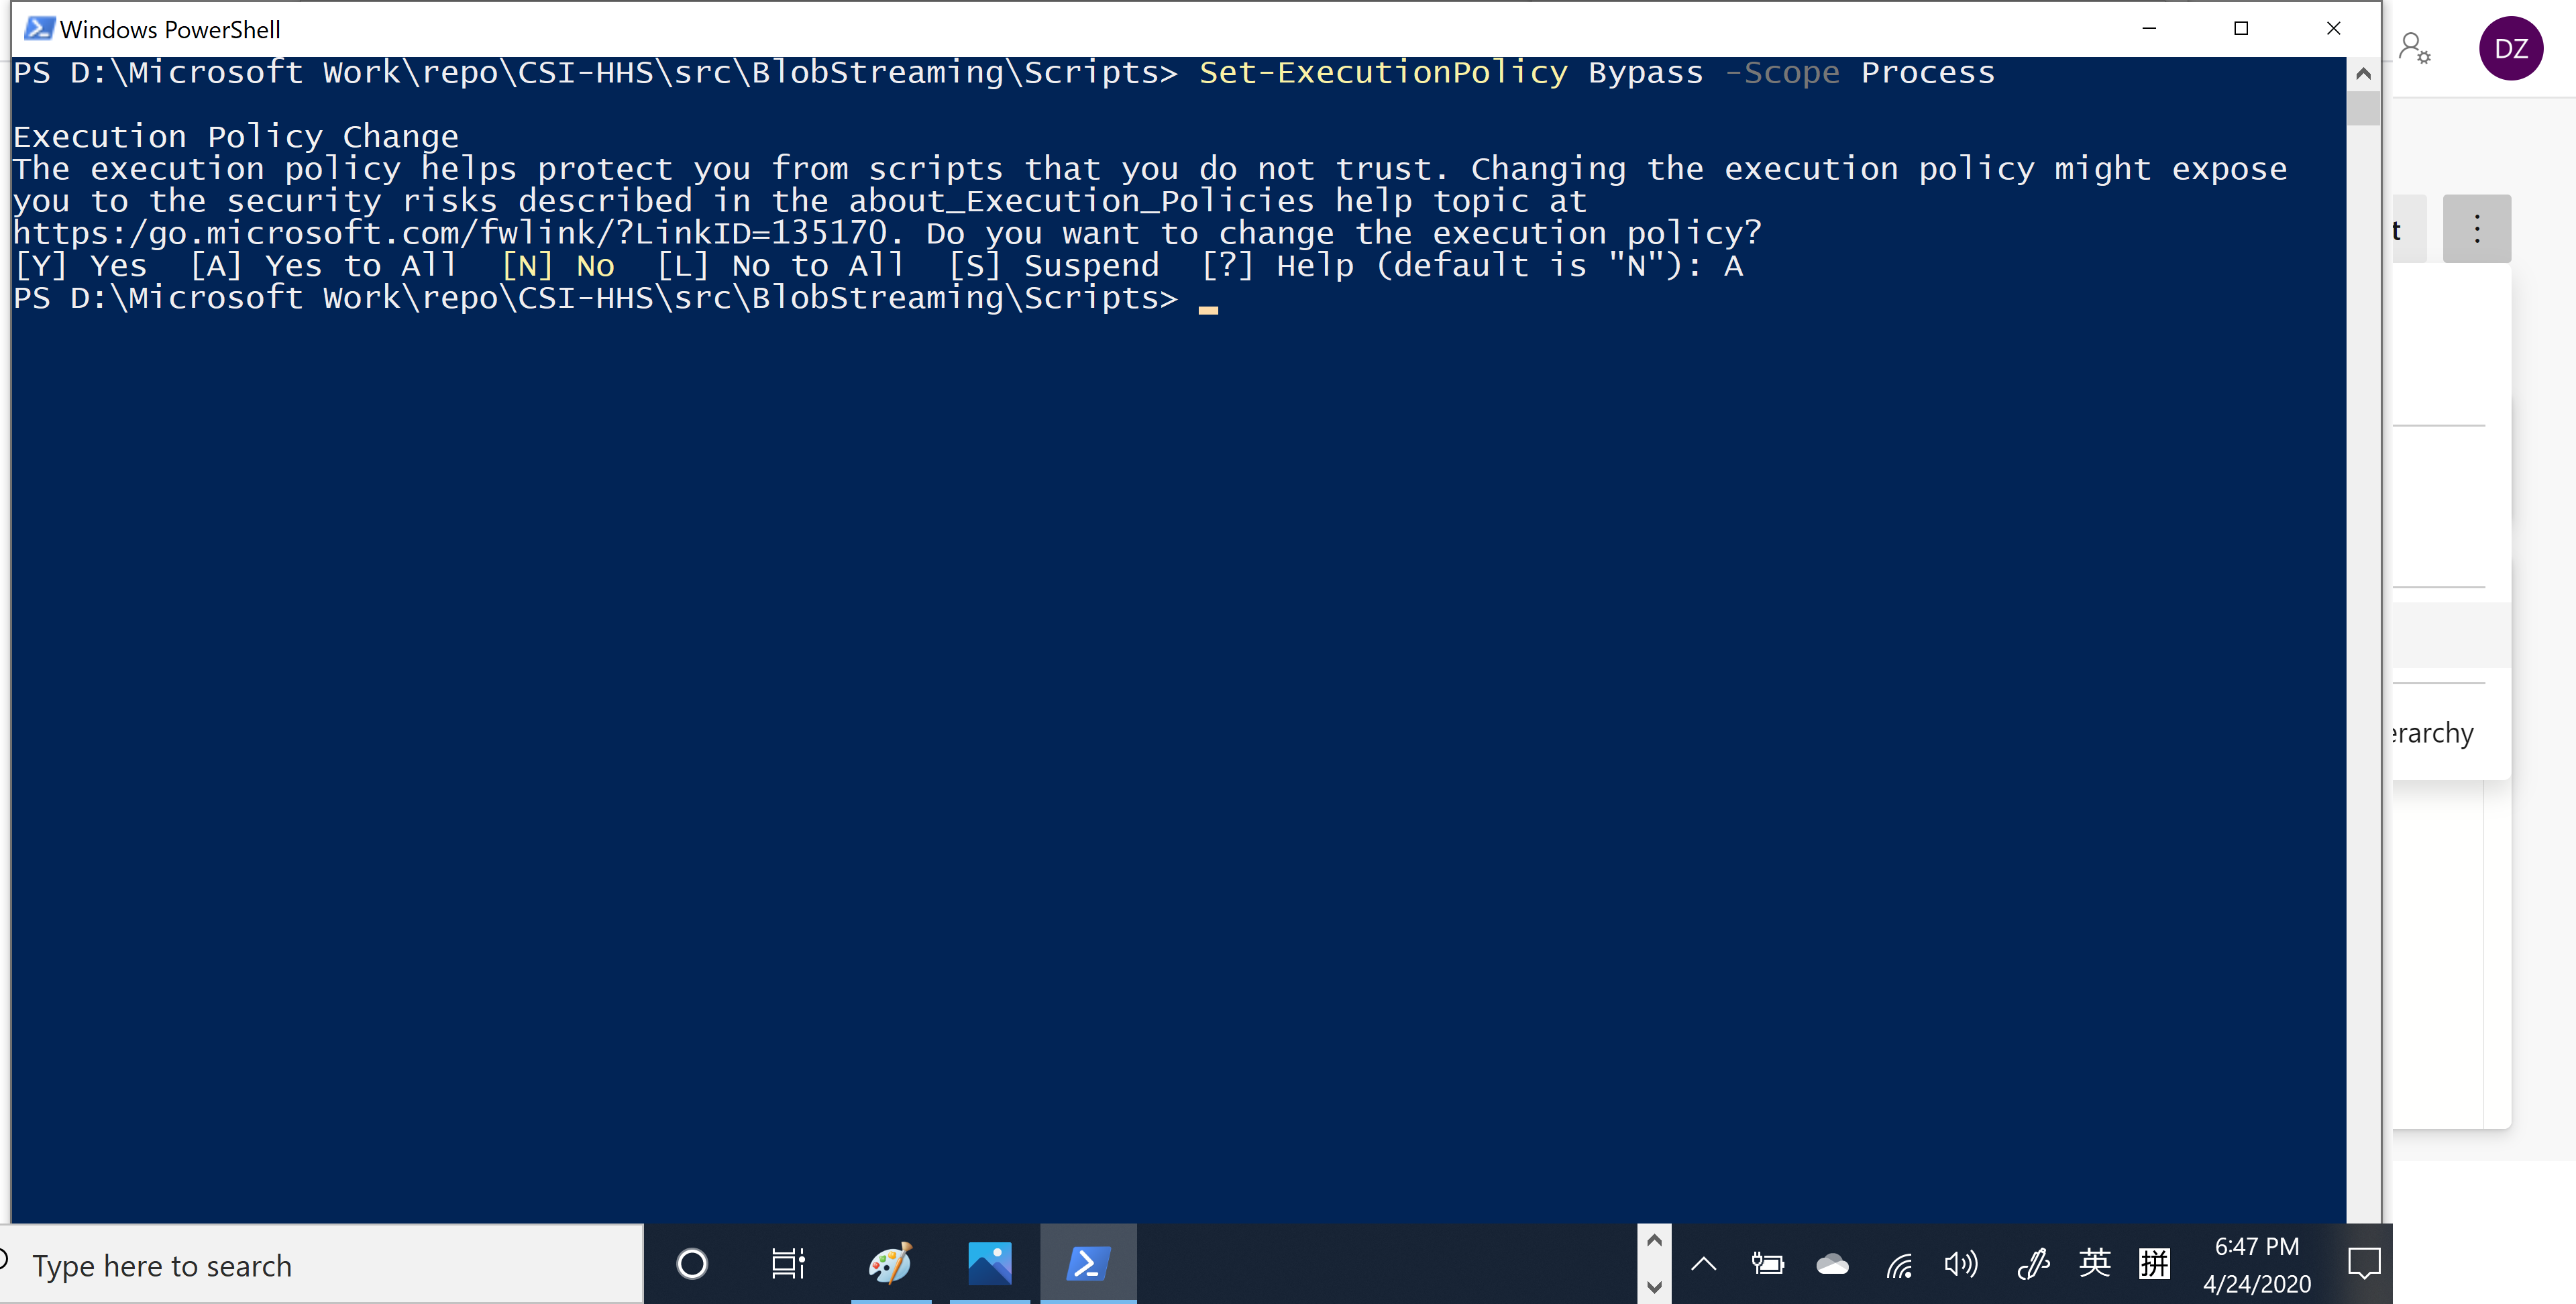 Windows PowerShell
DZ
PS D:\Microsoft Work\repo\CSI-HHS\src\BlobStreaming\Scripts> Set-ExecutionPolicy Bypass -Scope Process
Execution Policy Change
The execution policy helps protect you from scripts that you do not trust. Changing the execution policy might expose
you to the security risks described in the about_Execution_Policies help topic at
https:/go.microsoft.com/fwlink/?LinkID=135170. Do you want to change the execution policy?
[Y] Yes  [A] Yes to All  [N] No  [L] No to All  [S] Suspend  [?] Help (default is "N"): A
PS D:\Microsoft Work\repo\CSI-HHS\src\BlobStreaming\Scripts>
t
erarchy
Type here to search
英
拼
6:47 PM
4/24/2020